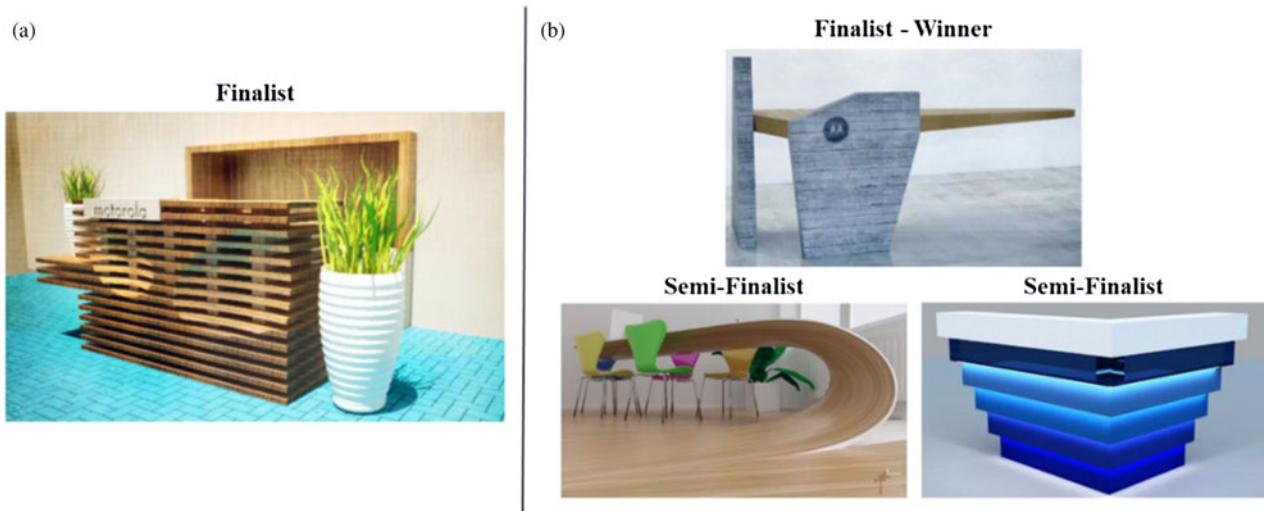 (a)
Finalist
motorola
(b)
Finalist - Winner
Semi-Finalist
Semi-Finalist